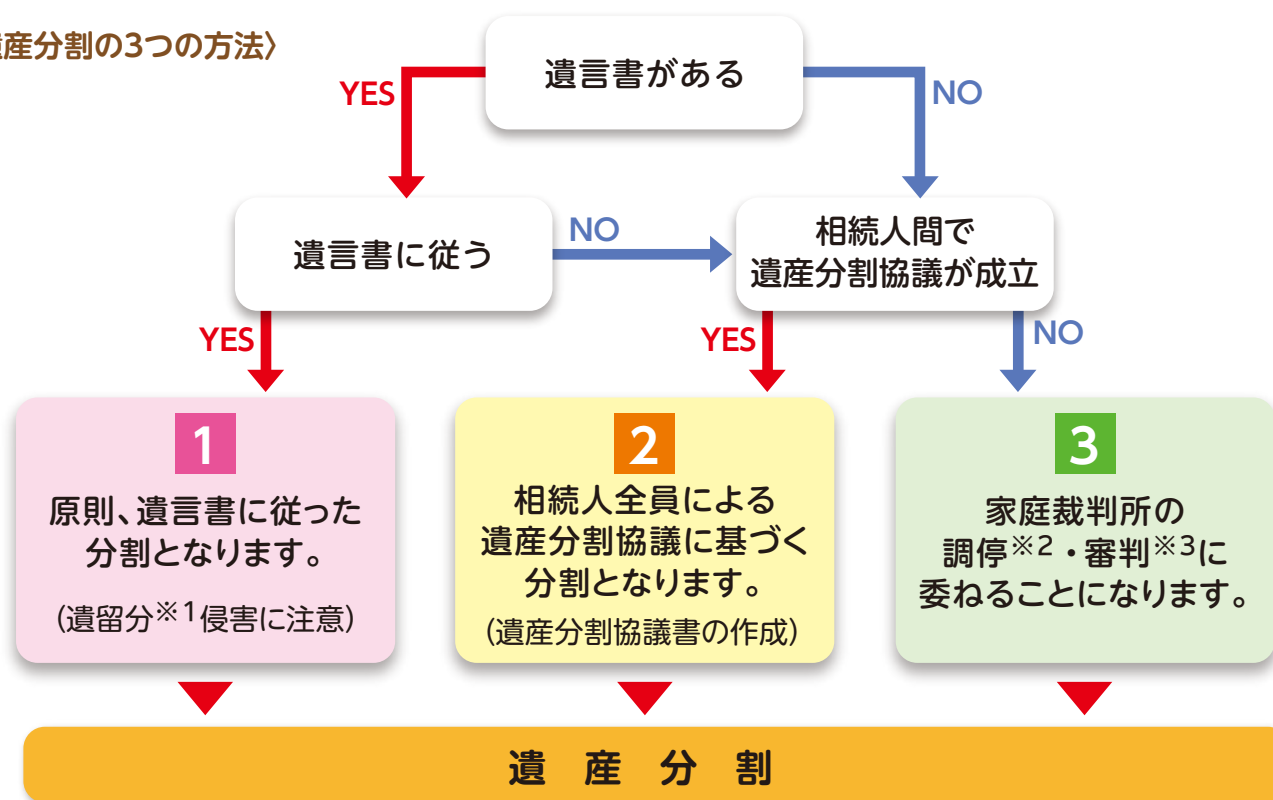 産分割の3つの方法〉
遺言書がある
YES
NO
遺言書に従う
NO
相続人間で
遺産分割協議が成立
YES
YES
NO
1
原則、遺言書に従った
分割となります。
(遺留分※1侵害に注意)
2
相続人全員による
遺産分割協議に基づく
分割となります。
(遺産分割協議書の作成)
3
家庭裁判所の
調停※2・審判※3に
委ねることになります。
遺産分割